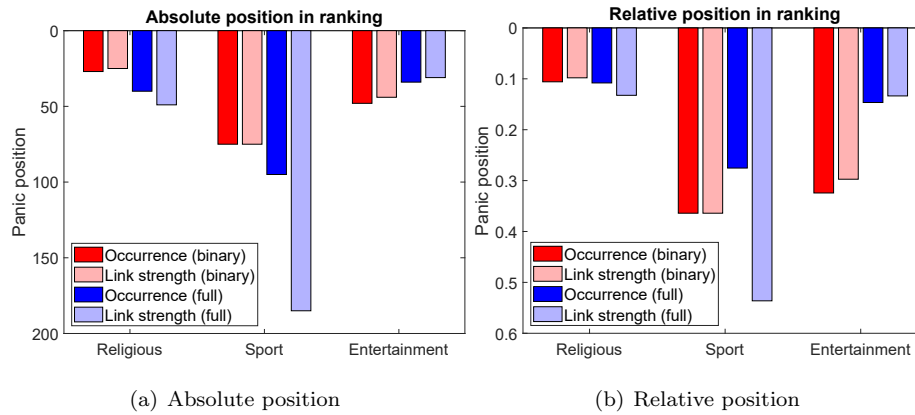 Absolute position in ranking
0
50
100
150
200
Panic position
Occurrence (binary)
Link strength (binary)
Occurrence (full)
Link strength (full)
Religious Sport Entertainment
(a) Absolute position
Relative position in ranking
0
0.1
0.2
0.3
0.4
0.5
0.6
Panic position
Occurrence (binary)
Link strength (binary)
Occurrence (full)
Link strength (full)
Religious Sport Entertainment
(b) Relative position